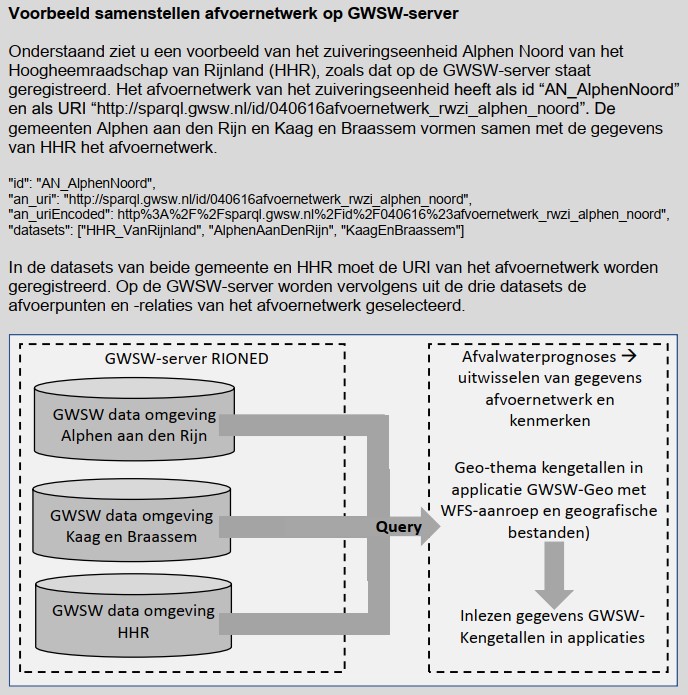 Voorbeeld samenstellen afvoernetwerk op GWSW-server
Onderstaand ziet u een voorbeeld van het zuiveringseenheid Alphen Noord van het
Hoogheemraadschap van Rijnland (HHR), zoals dat op de GWSW-server staat
geregistreerd. Het afvoernetwerk van het zuiveringseenheid heeft als id “AN_AlphenNoord”
en als URI “http://sparql.gwsw.nl/id/040616afvoernetwerk_rwzi_alphen_noord”. De
gemeenten Alphen aan den Rijn en Kaag en Braassem vormen samen met de gegevens
van HHR het afvoernetwerk.
"id": "AN_AlphenNoord",
"an_uri": "http://sparql.gwsw.nl/id/040616afvoernetwerk_rwzi_alphen_noord",
"an_uriEncoded": http%3A%2F%2Fsparql.gwsw.nl%2Fid%2F040616%23afvoernetwerk_rwzi_alphen_noord",
"datasets": ["HHR_VanRijnland", "AlphenAanDenRijn", "KaagEnBraassem"]
In de datasets van beide gemeente en HHR moet de URI van het afvoernetwerk worden
geregistreerd. Op de GWSW-server worden vervolgens uit de drie datasets de
afvoerpunten en -relaties van het afvoernetwerk geselecteerd.
GWSW-server RIONED
GWSW data omgeving
Alphen aan den Rijn
GWSW data omgeving
Kaag en Braassem
GWSW data omgeving
HHR
Query
Afvalwaterprognoses →
uitwisselen van gegevens
afvoernetwerk en
kenmerken
Geo-thema kengetallen in
applicatie GWSW-Geo met
WFS-aanroep en geografische
bestanden)
Inlezen gegevens GWSW-
Kengetallen in applicaties